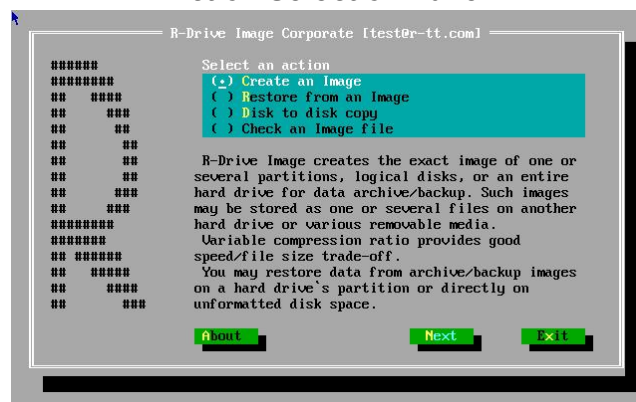 R-Drive Image Corporate [test@r-tt.com]
Select an action
(•) Create an Image
( ) Restore from an Image
( ) Disk to disk copy
( ) Check an Image file
R-Drive Image creates the exact image of one or
several partitions, logical disks, or an entire
hard drive for data archive/backup. Such images
may be stored as one or several files on another
hard drive or various removable media.
Variable compression ratio provides good
speed/file size trade-off.
You may restore data from archive/backup images
on a hard drive`s partition or directly on
unformatted disk space.
About Next Exit